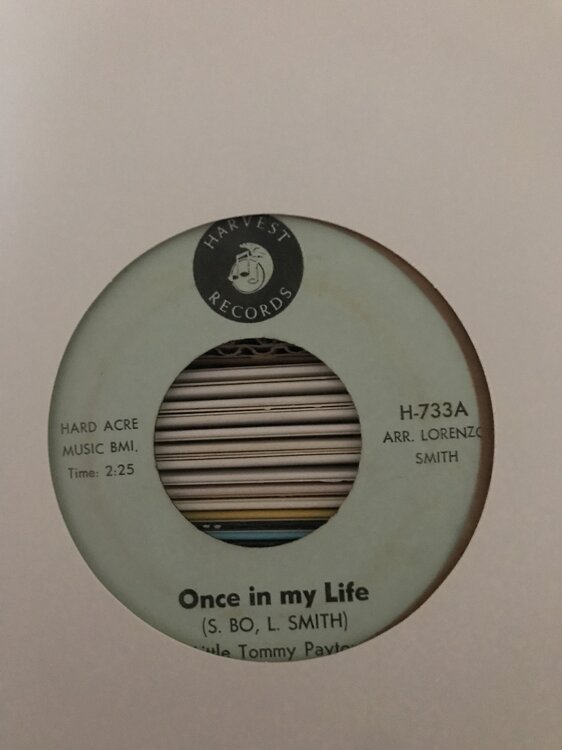 HARVEST
RECORDS
HARD ACRE
MUSIC BMI.
Time: 2:25
H-733A
ARR. LORENZO
SMITH
Once in my Life
(S. BO, L. SMITH)
Tommy